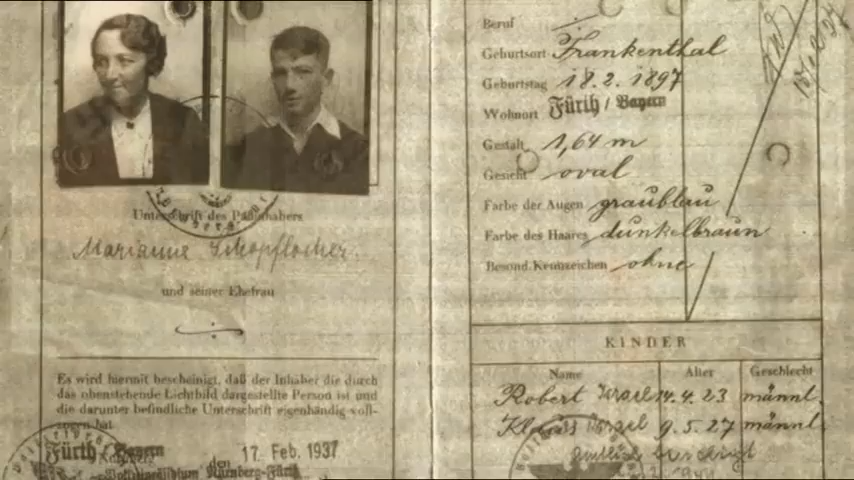 Unterschrift des Paßinhabers
Marianne Schopflocher.
und seiner Ehefrau
Es wird hiermit bescheinigt, daß der Inhaber die durch
das obenstehende Lichtbild dargestellte Person ist und
die darunter befindliche Unterschrift eigenhändig voll-
zogen hat
Fürth / Bayern
den 17. Feb. 1937
Nürnberg-Fürth
Beruf
Geburtsort Frankenthal
Geburtstag 18.2.1897
Wohnort Fürth / Bayern
Gestalt 1,64 m
Gesicht oval
Farbe der Augen graublau
Farbe des Haares dunkelbraun
Besond. Kennzeichen ohne
KINDER
Name Alter Geschlecht
Robert Israel 14.4.23 männl.
Klaus Israel 9.5.27 männl.